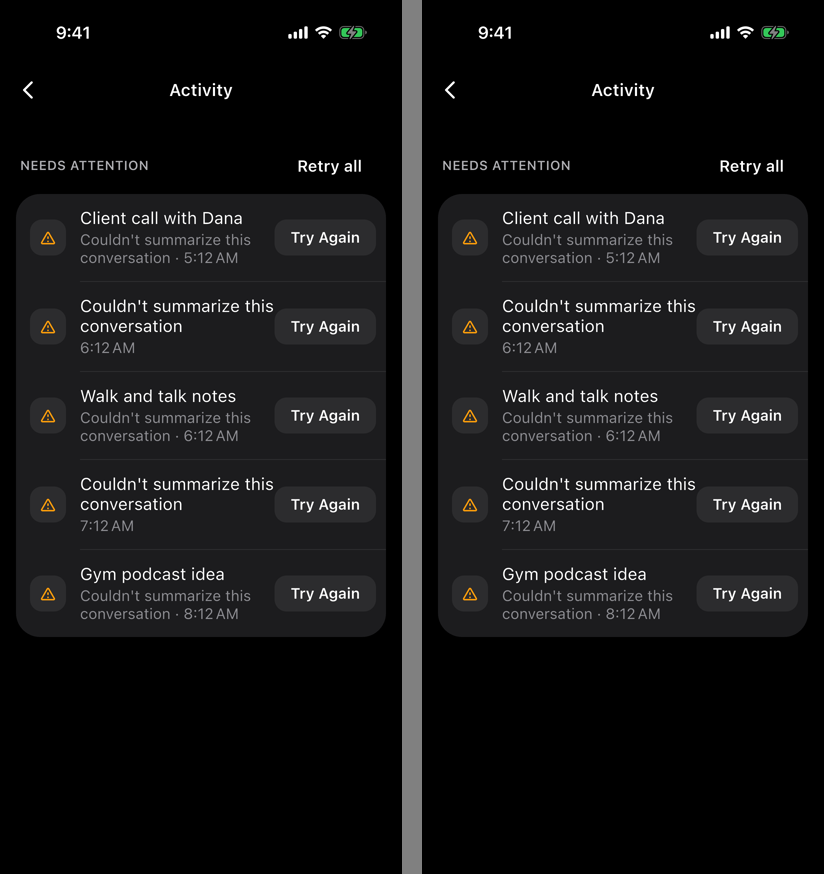 9:41
Activity
NEEDS ATTENTION Retry all
Client call with Dana
Couldn't summarize this
conversation · 5:12 AM
Try Again
Couldn't summarize this
conversation
6:12 AM
Try Again
Walk and talk notes
Couldn't summarize this
conversation · 6:12 AM
Try Again
Couldn't summarize this
conversation
7:12 AM
Try Again
Gym podcast idea
Couldn't summarize this
conversation · 8:12 AM
Try Again
9:41
Activity
NEEDS ATTENTION Retry all
Client call with Dana
Couldn't summarize this
conversation · 5:12 AM
Try Again
Couldn't summarize this
conversation
6:12 AM
Try Again
Walk and talk notes
Couldn't summarize this
conversation · 6:12 AM
Try Again
Couldn't summarize this
conversation
7:12 AM
Try Again
Gym podcast idea
Couldn't summarize this
conversation · 8:12 AM
Try Again